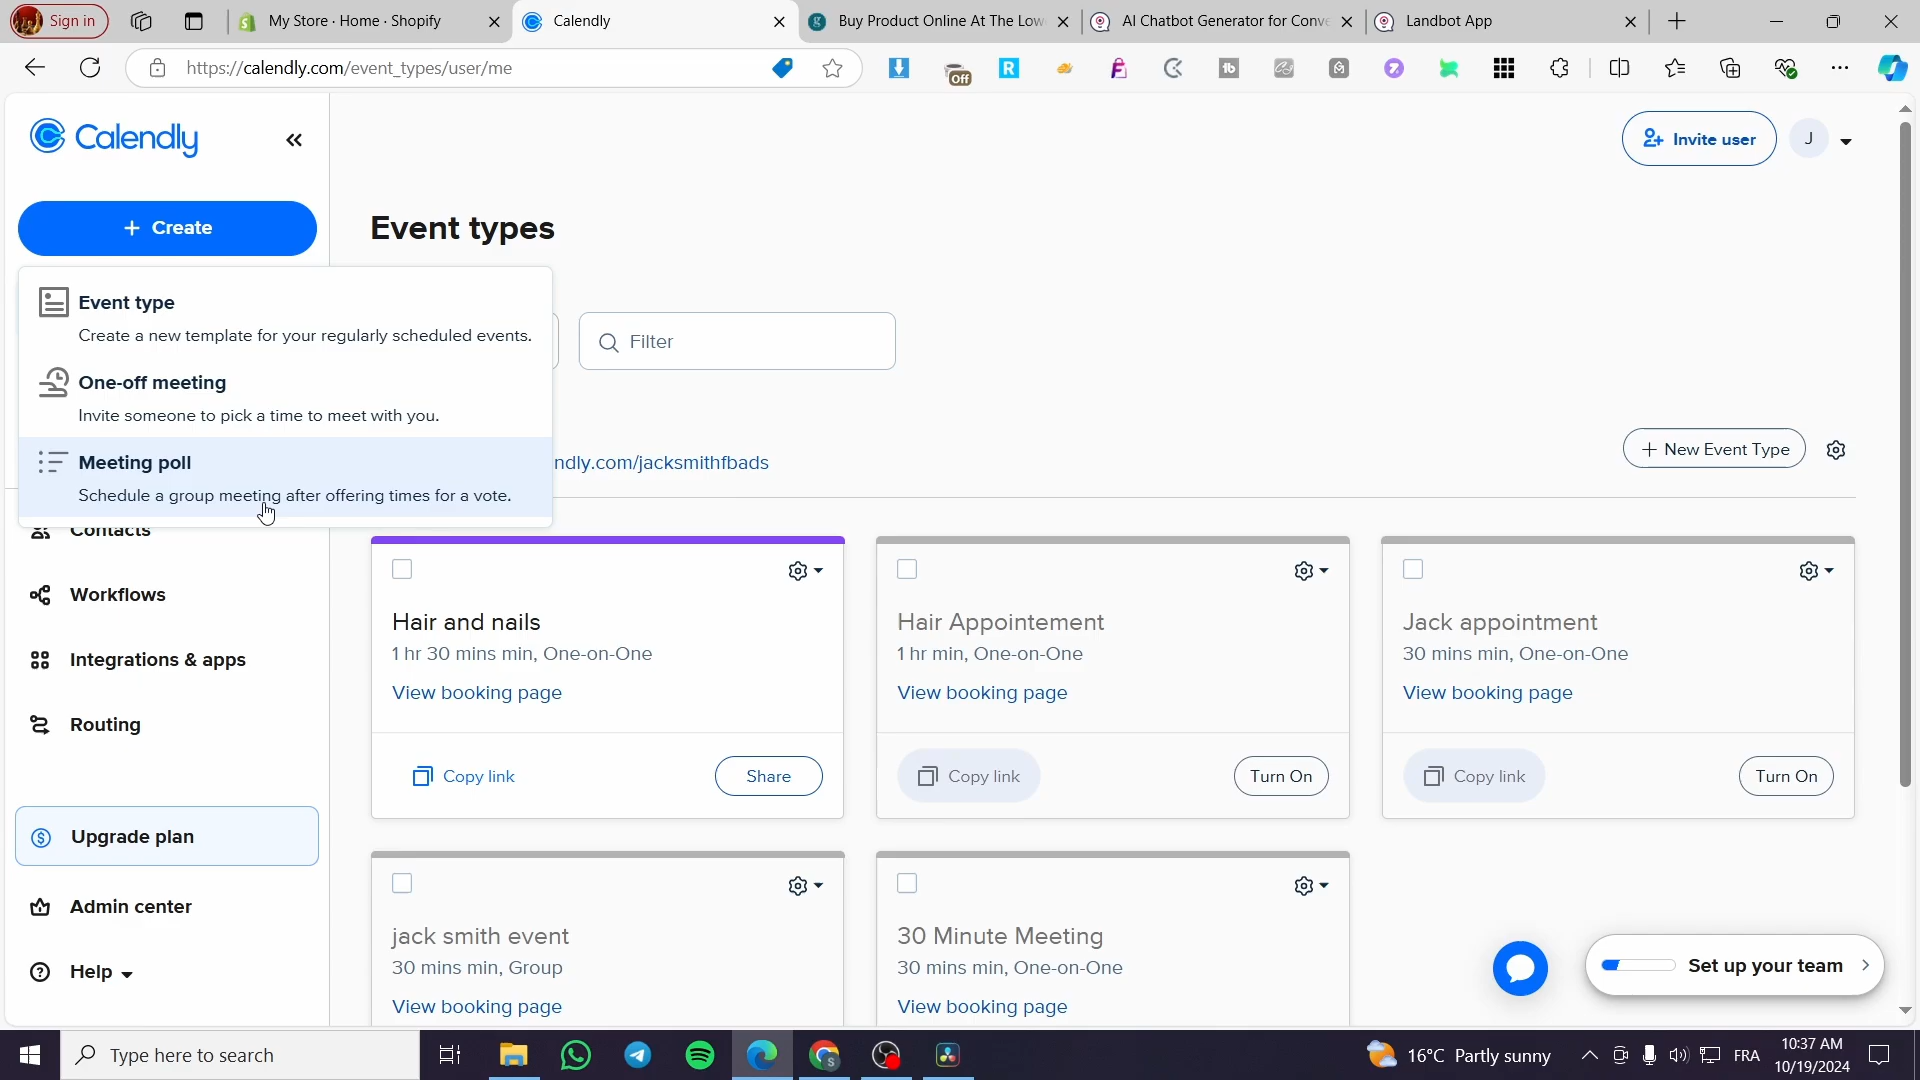 Sign in
My Store · Home · Shopify
Calendly
Buy Product Online At The Low
AI Chatbot Generator for Conve
Landbot App
https://calendly.com/event_types/user/me
Off
Calendly
Invite user
J
+ Create
Event types
Event type
Create a new template for your regularly scheduled events.
Filter
One-off meeting
Invite someone to pick a time to meet with you.
Meeting poll
Schedule a group meeting after offering times for a vote.
ndly.com/jacksmithfbads
+ New Event Type
Contacts
Workflows
Integrations & apps
Routing
Upgrade plan
Admin center
Help
Hair and nails
1 hr 30 mins min, One-on-One
View booking page
Copy link
Share
Hair Appointement
1 hr min, One-on-One
View booking page
Copy link
Turn On
Jack appointment
30 mins min, One-on-One
View booking page
Copy link
Turn On
jack smith event
30 mins min, Group
View booking page
30 Minute Meeting
30 mins min, One-on-One
View booking page
Set up your team
Type here to search
16°C Partly sunny
FRA
10:37 AM
10/19/2024